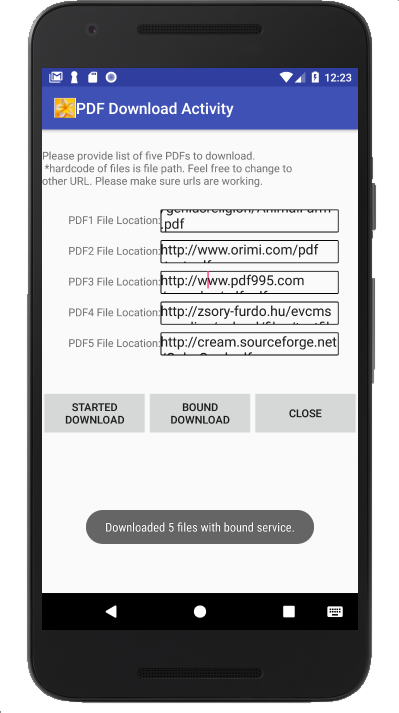 12:23
PDF Download Activity
Please provide list of five PDFs to download.
*hardcode of files is file path. Feel free to change to
other URL. Please make sure urls are working.
PDF1 File Location:
.pdf
PDF2 File Location: http://www.orimi.com/pdf
PDF3 File Location: http://www.pdf995.com
PDF4 File Location: http://zsory-furdo.hu/evcms
PDF5 File Location: http://cream.sourceforge.net
STARTED DOWNLOAD
BOUND DOWNLOAD
CLOSE
Downloaded 5 files with bound service.